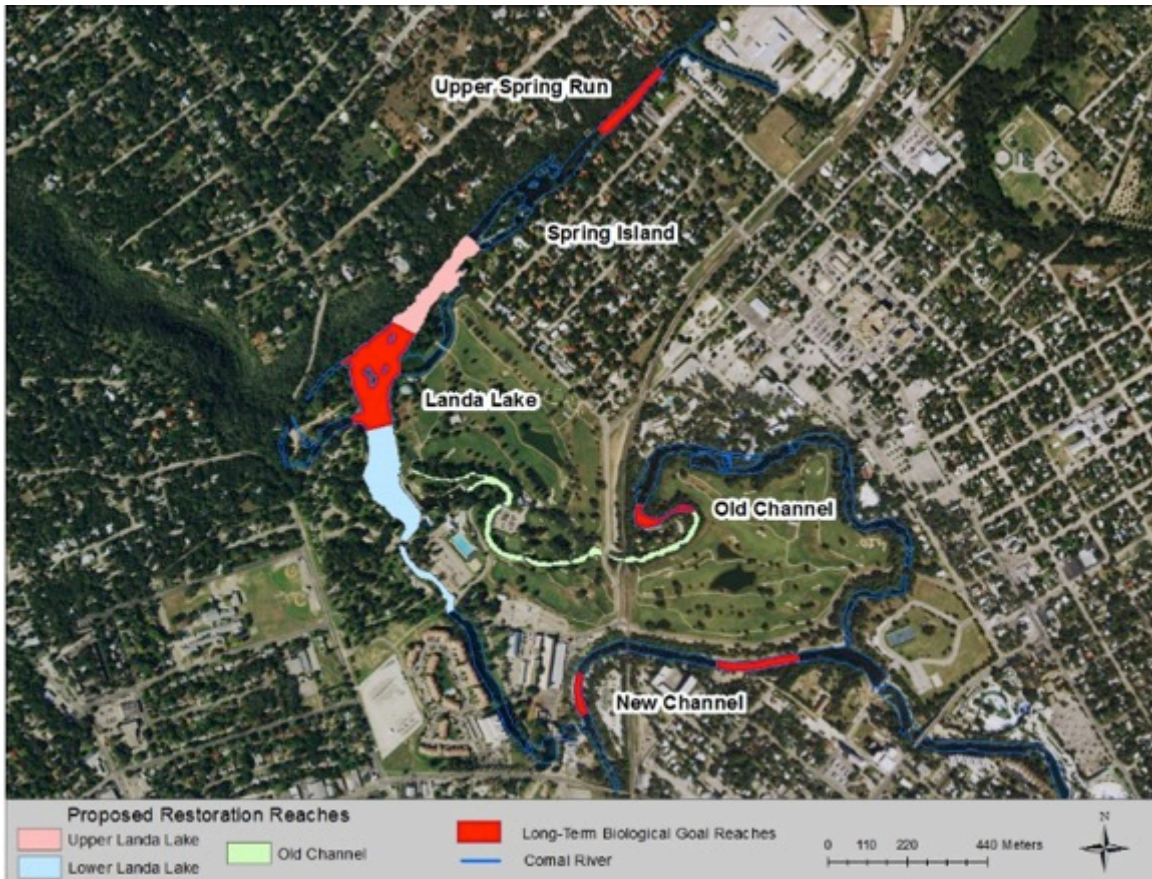 Upper Spring Run
Spring Island
Landa Lake
Old Channel
New Channel
Proposed Restoration Reaches
Upper Landa Lake
Lower Landa Lake
Old Channel
Long-Term Biological Goal Reaches
Comal River
0 110 220 440 Meters
N